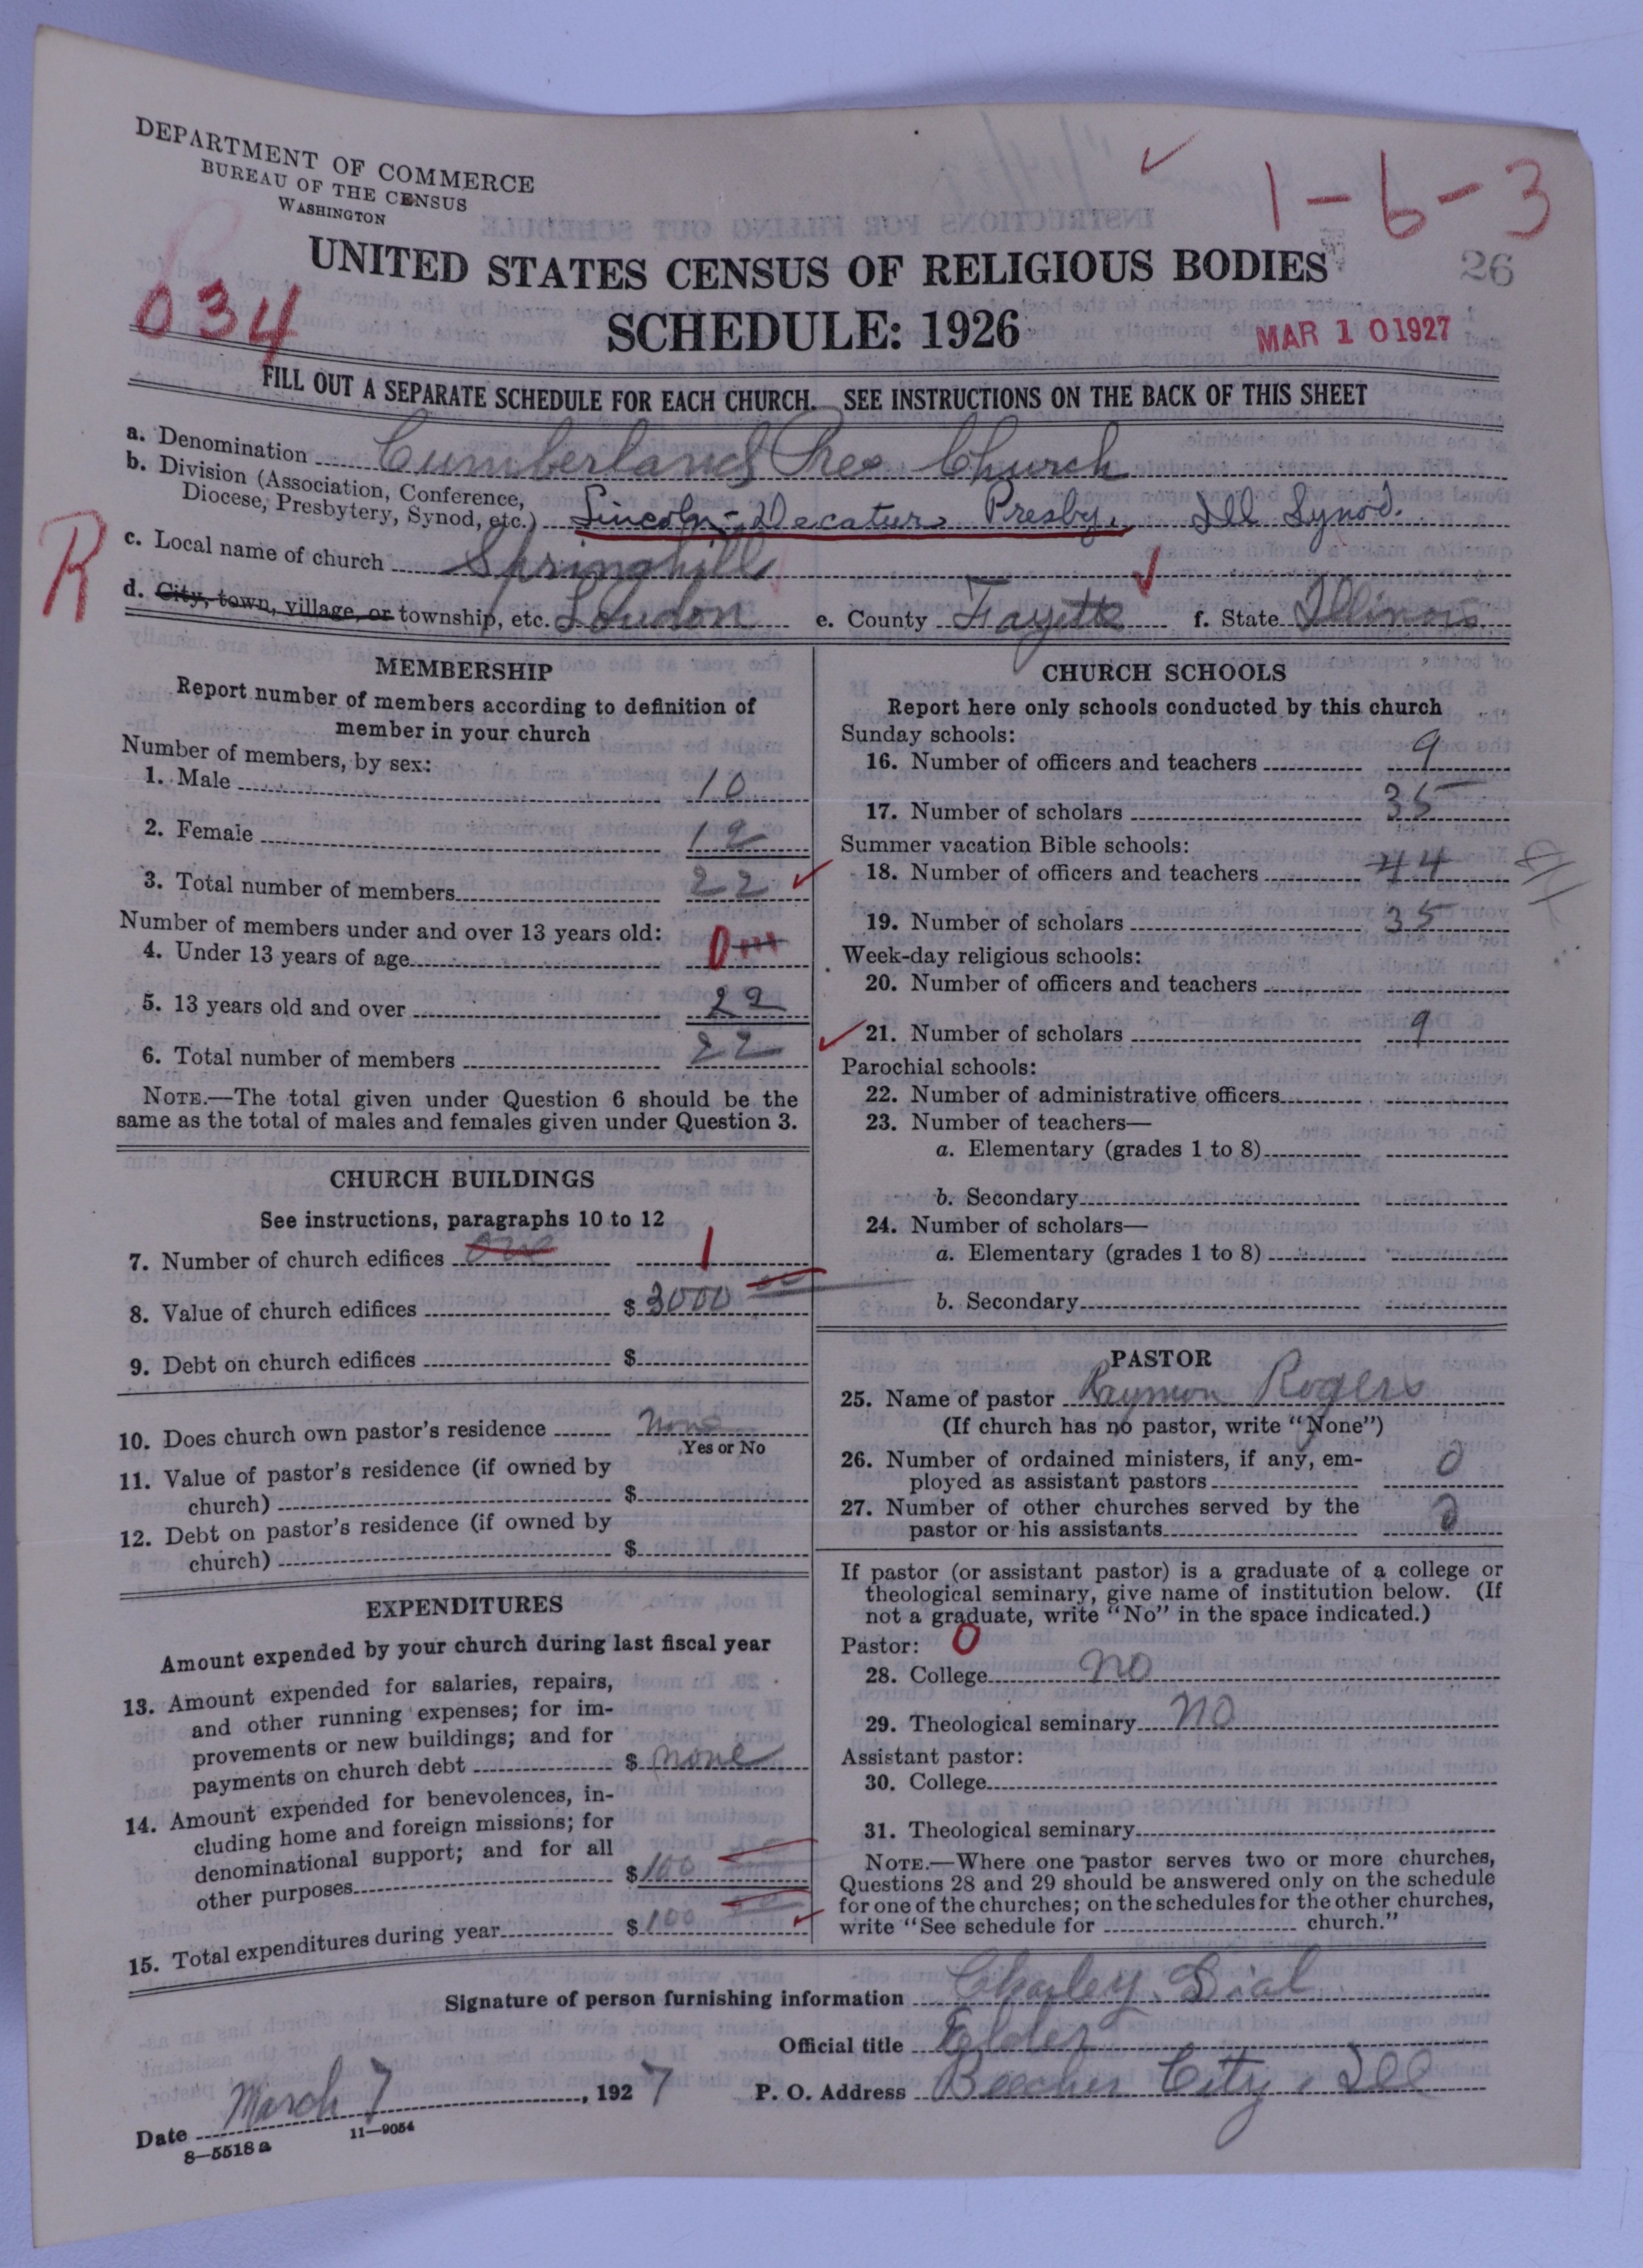 DEPARTMENT OF COMMERCE
BUREAU OF THE CENSUS
WASHINGTON
1-6-3
UNITED STATES CENSUS OF RELIGIOUS BODIES
26
034
SCHEDULE: 1926
MAR 10 1927
FILL OUT A SEPARATE SCHEDULE FOR EACH CHURCH. SEE INSTRUCTIONS ON THE BACK OF THIS SHEET
a. Denomination Cumberland Pres Church
b. Division (Association, Conference, Diocese, Presbytery, Synod, etc.) Lincoln-Decatur Presby. Ill Synod.
R
c. Local name of church Springhill
d. City, town, village, or township, etc. Loudon e. County Fayette f. State Illinois
MEMBERSHIP
Report number of members according to definition of
member in your church
Number of members, by sex:
1. Male 10
2. Female 12
3. Total number of members 22
Number of members under and over 13 years old:
4. Under 13 years of age 0
5. 13 years old and over 22
6. Total number of members 22
NOTE.—The total given under Question 6 should be the
same as the total of males and females given under Question 3.
CHURCH BUILDINGS
See instructions, paragraphs 10 to 12
7. Number of church edifices one 1
8. Value of church edifices $ 3000
9. Debt on church edifices $
10. Does church own pastor's residence None
Yes or No
11. Value of pastor's residence (if owned by
church) $
12. Debt on pastor's residence (if owned by
church) $
EXPENDITURES
Amount expended by your church during last fiscal year
13. Amount expended for salaries, repairs,
and other running expenses; for im-
provements or new buildings; and for
payments on church debt $ none
14. Amount expended for benevolences, in-
cluding home and foreign missions; for
denominational support; and for all
other purposes $ 100
15. Total expenditures during year $ 100
CHURCH SCHOOLS
Report here only schools conducted by this church
Sunday schools:
16. Number of officers and teachers 9
17. Number of scholars 35
Summer vacation Bible schools:
18. Number of officers and teachers 44
19. Number of scholars 35
Week-day religious schools:
20. Number of officers and teachers
21. Number of scholars 9
Parochial schools:
22. Number of administrative officers
23. Number of teachers—
a. Elementary (grades 1 to 8)
b. Secondary
24. Number of scholars—
a. Elementary (grades 1 to 8)
b. Secondary
PASTOR
25. Name of pastor Raymon Rogers
(If church has no pastor, write "None")
26. Number of ordained ministers, if any, em-
ployed as assistant pastors 0
27. Number of other churches served by the
pastor or his assistants
If pastor (or assistant pastor) is a graduate of a college or
theological seminary, give name of institution below. (If
not a graduate, write "No" in the space indicated.)
Pastor: 0
28. College no
29. Theological seminary no
Assistant pastor:
30. College
31. Theological seminary
NOTE.—Where one pastor serves two or more churches,
Questions 28 and 29 should be answered only on the schedule
for one of the churches; on the schedules for the other churches,
write "See schedule for church."
Signature of person furnishing information Charley Dial
Official title Elder
Date March 7, 1927 P. O. Address Beecher City, Ill
8—5518 a 11—9054